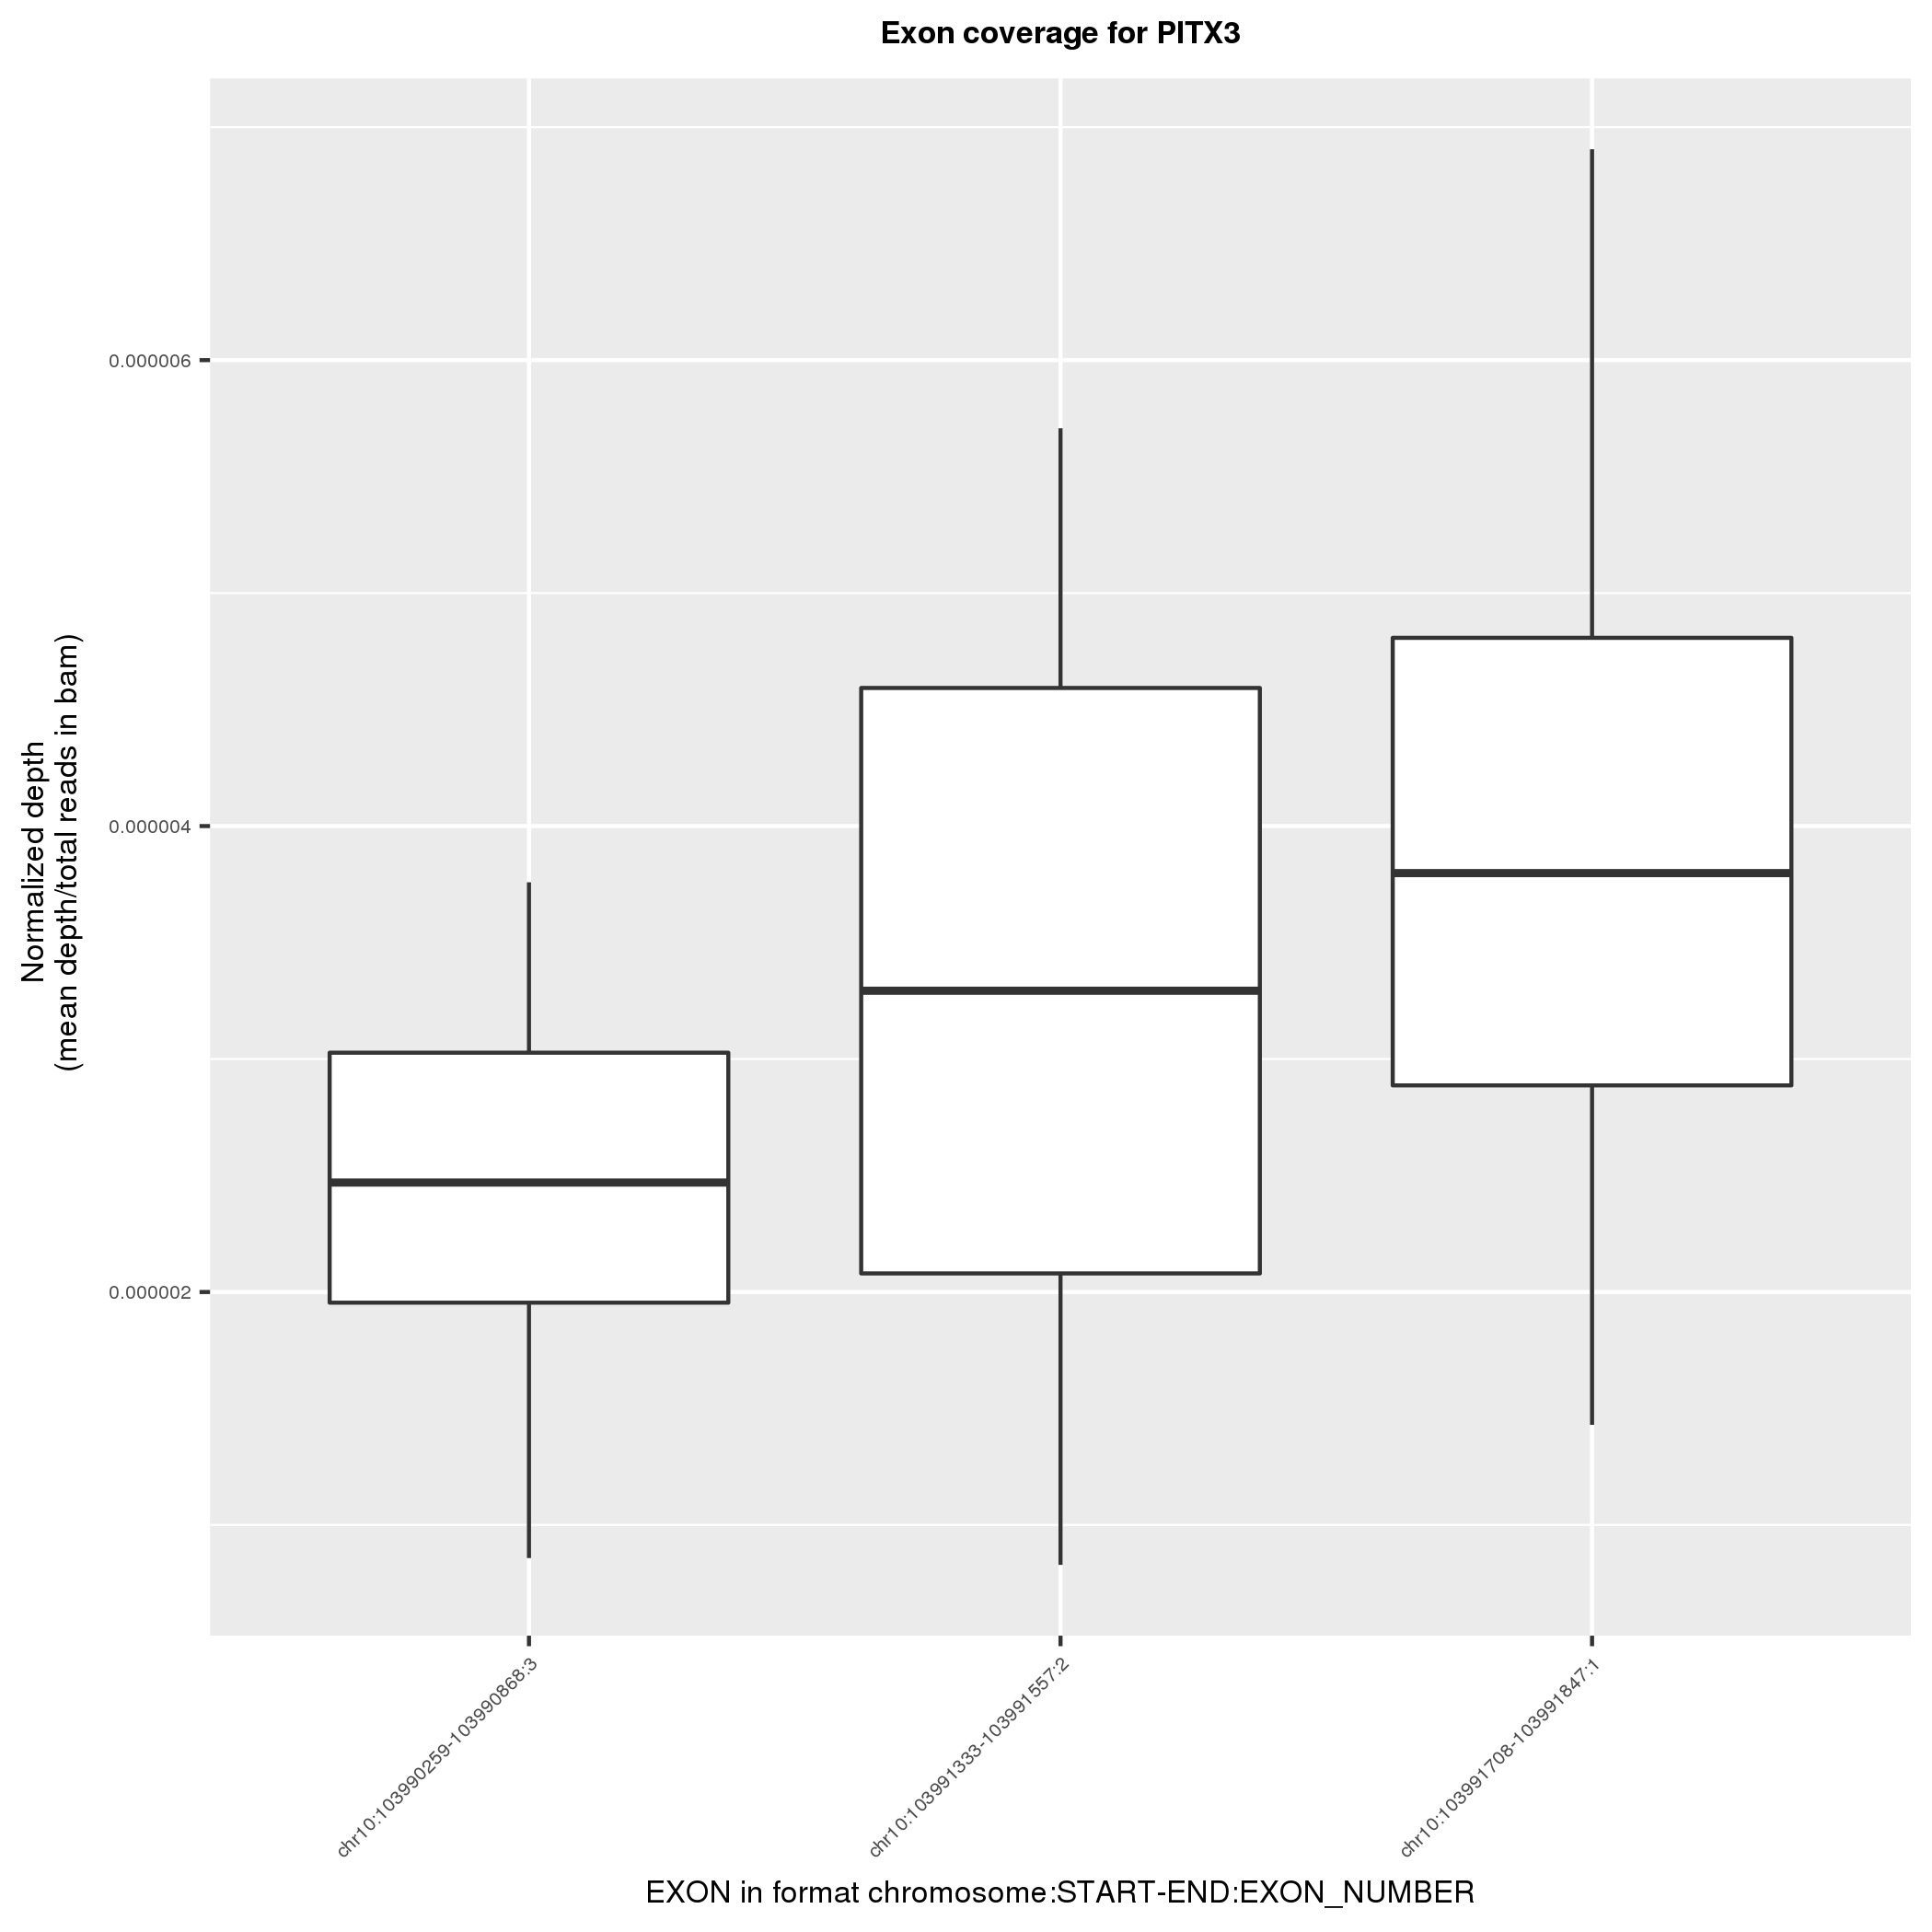 Exon coverage for PITX3
Normalized depth
(mean depth/total reads in bam)
0.000006
0.000004
0.000002
chr10:103990259-103990868:3
chr10:103991333-103991557:2
chr10:103991708-103991847:1
EXON in format chromosome:START-END:EXON_NUMBER